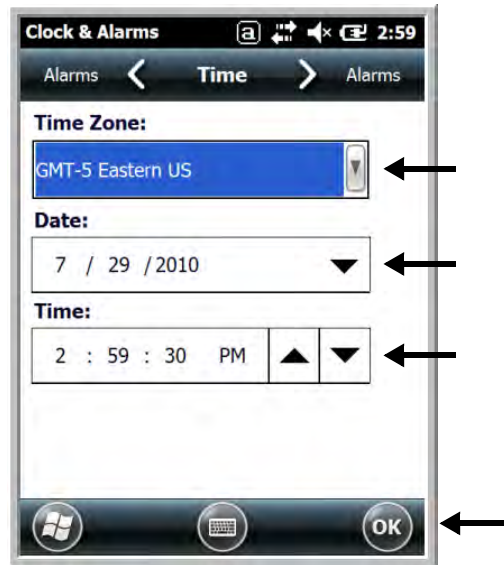 Clock & Alarms a 2:59
Alarms Time Alarms
Time Zone:
GMT-5 Eastern US
Date:
7 / 29 / 2010
Time:
2 : 59 : 30 PM
OK